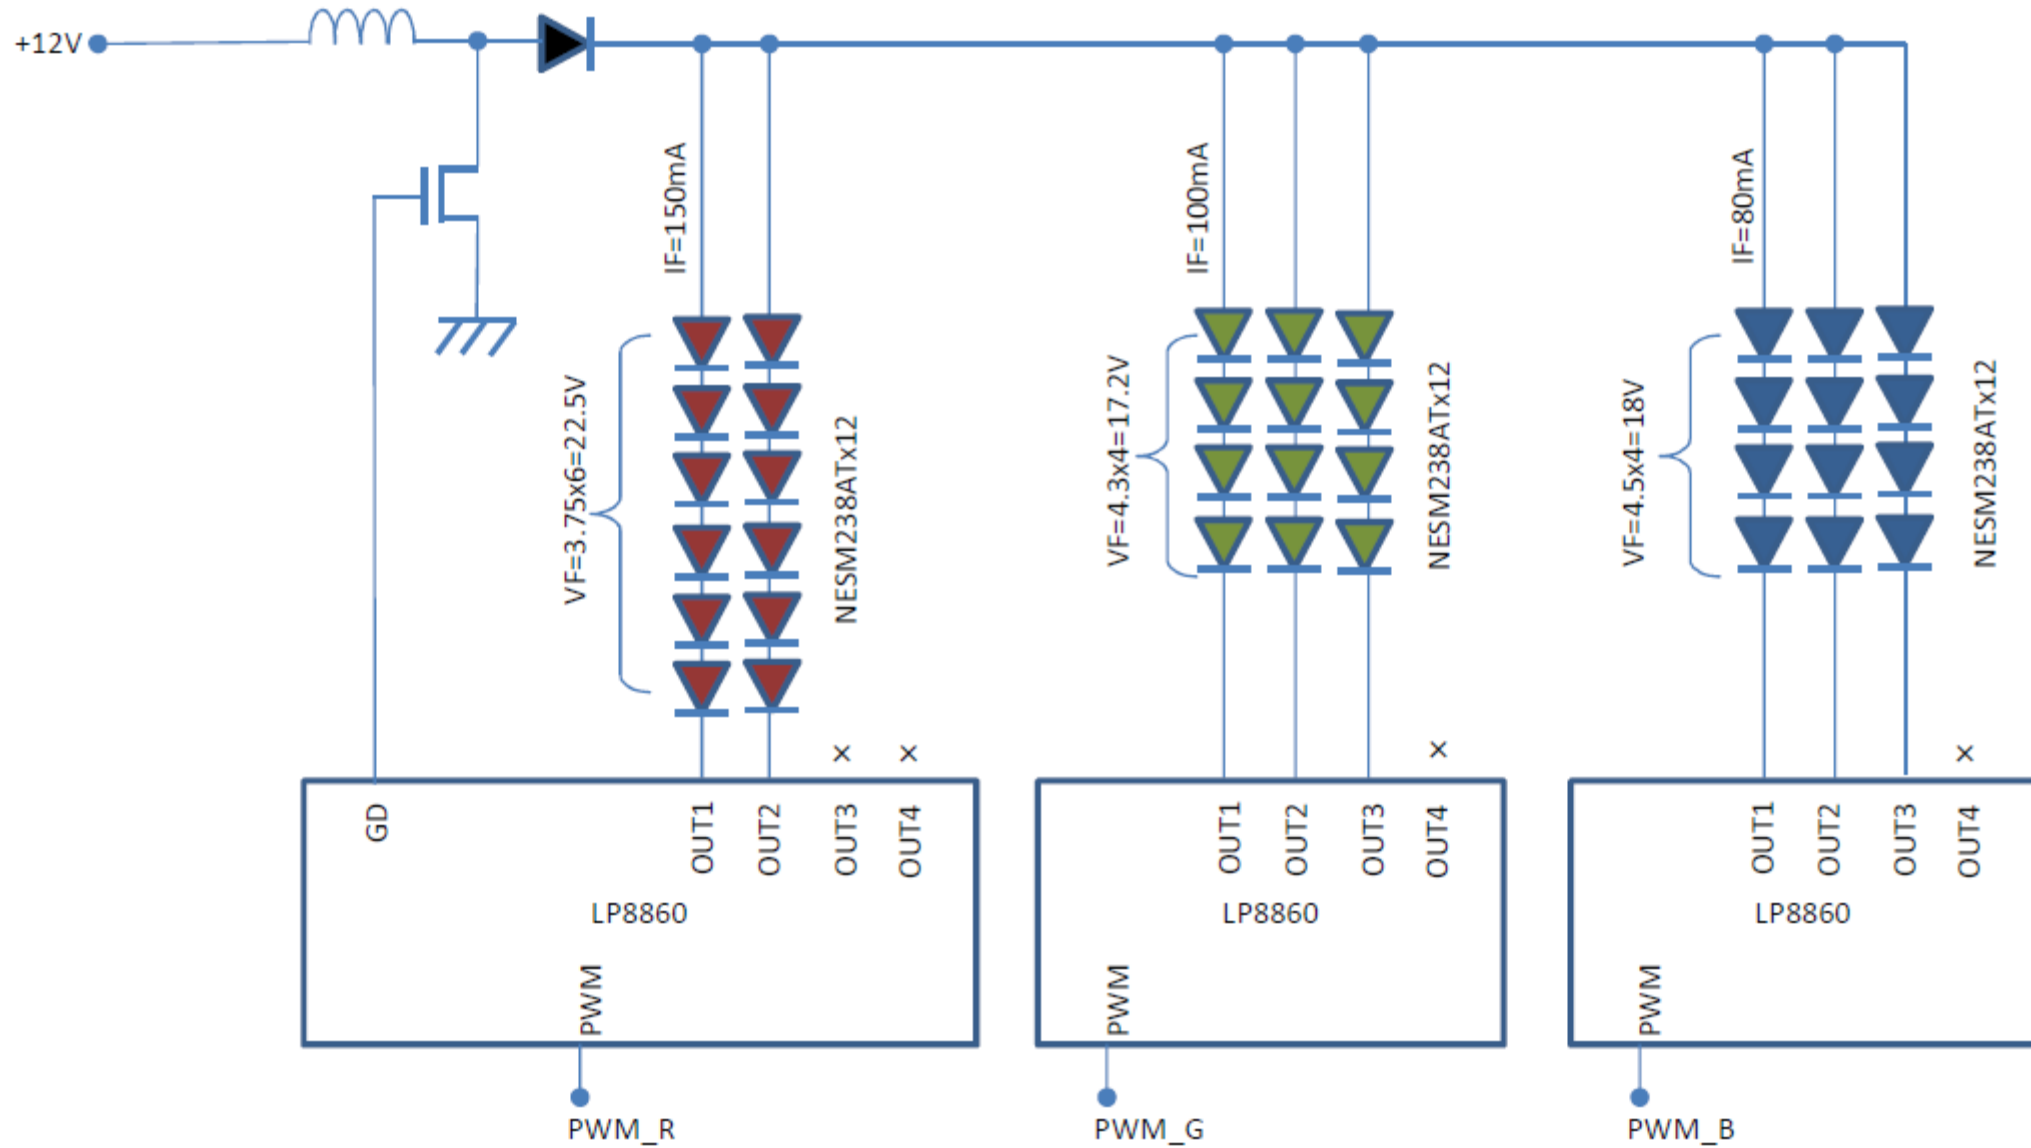 +12V
IF=150mA
IF=100mA
IF=80mA
VF=3.75x6=22.5V
NESM238ATx12
VF=4.3x4=17.2V
NESM238ATx12
VF=4.5x4=18V
NESM238ATx12
× ×
×
×
GD
OUT1
OUT2
OUT3
OUT4
LP8860
PWM
PWM_R
OUT1
OUT2
OUT3
OUT4
LP8860
PWM
PWM_G
OUT1
OUT2
OUT3
OUT4
LP8860
PWM
PWM_B